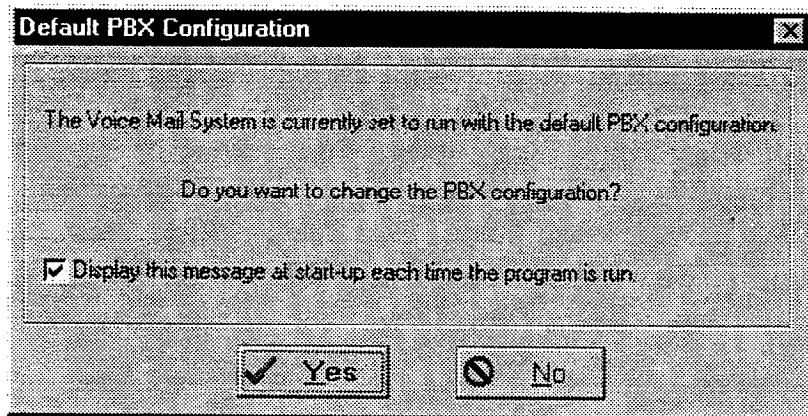 Default PBX Configuration
The Voice Mail System is currently set to run with the default PBX configuration.
Do you want to change the PBX configuration?
Display this message at start-up each time the program is run.
Yes
No